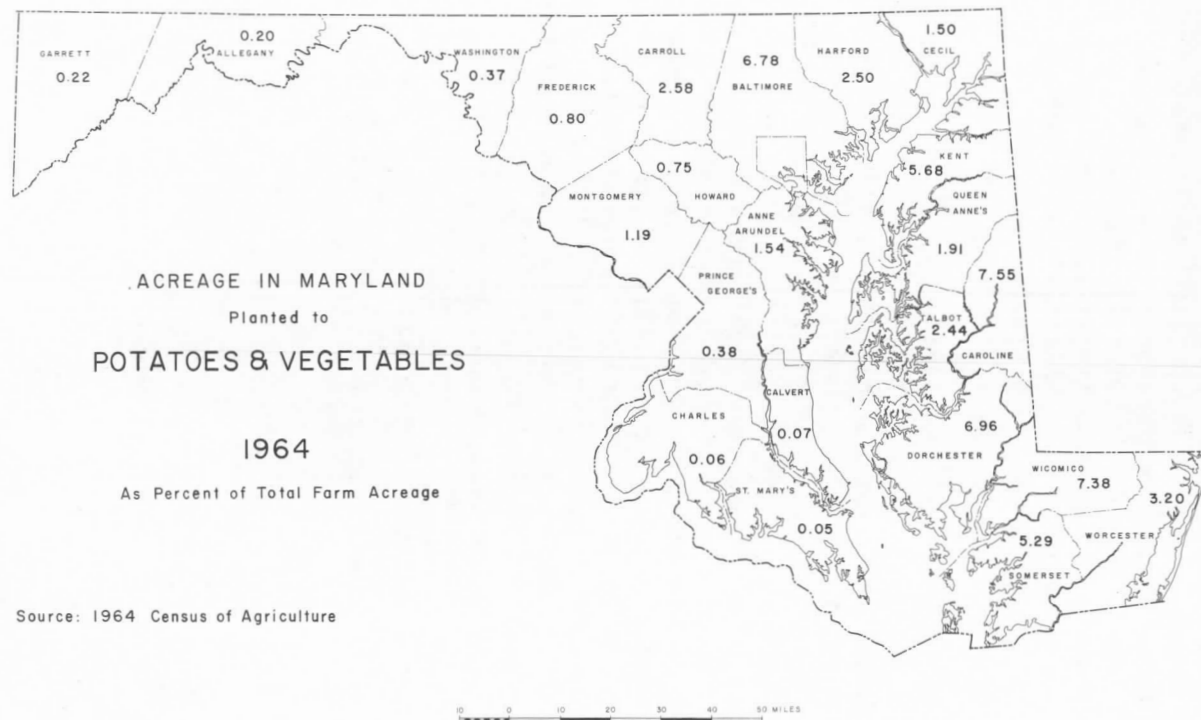 GARRETT
0.22
0.20
ALLEGANY
WASHINGTON
0.37
FREDERICK
0.80
CARROLL
2.58
6.78
BALTIMORE
HARFORD
2.50
1.50
CECIL
KENT
5.68
QUEEN
ANNE'S
1.91
0.75
HOWARD
MONTGOMERY
1.19
ANNE
ARUNDEL
1.54
PRINCE
GEORGE'S
0.38
7.55
CAROLINE
TALBOT
2.44
CALVERT
0.07
CHARLES
0.06
ST. MARY'S
0.05
6.96
DORCHESTER
WICOMICO
7.38
3.20
WORCESTER
5.29
SOMERSET
ACREAGE IN MARYLAND
Planted to
POTATOES & VEGETABLES
1964
As Percent of Total Farm Acreage
Source: 1964 Census of Agriculture
10 0 10 20 30 40 50 MILES